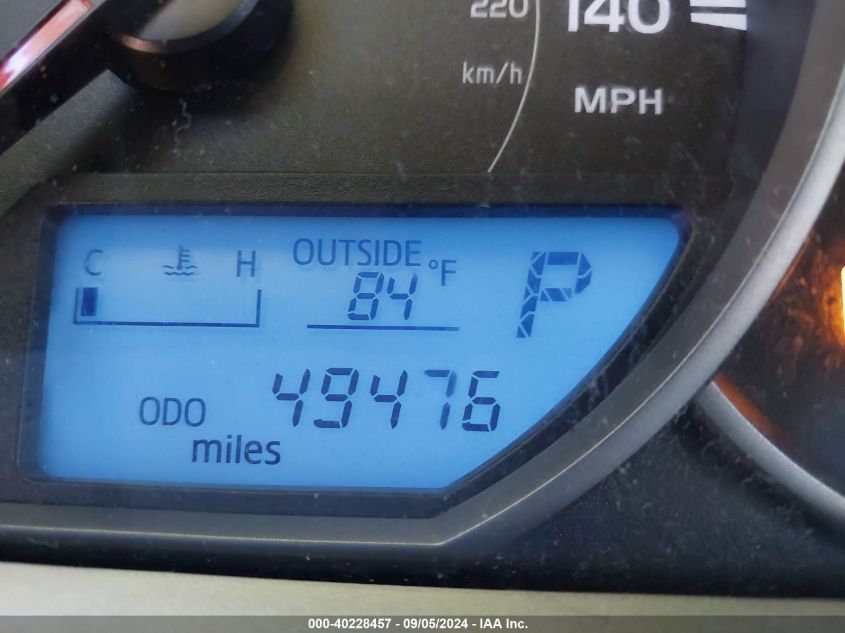 220
140
km/h
MPH
C H OUTSIDE °F P
84
ODO 49476
miles
000-40228457 - 09/05/2024 - IAA Inc.